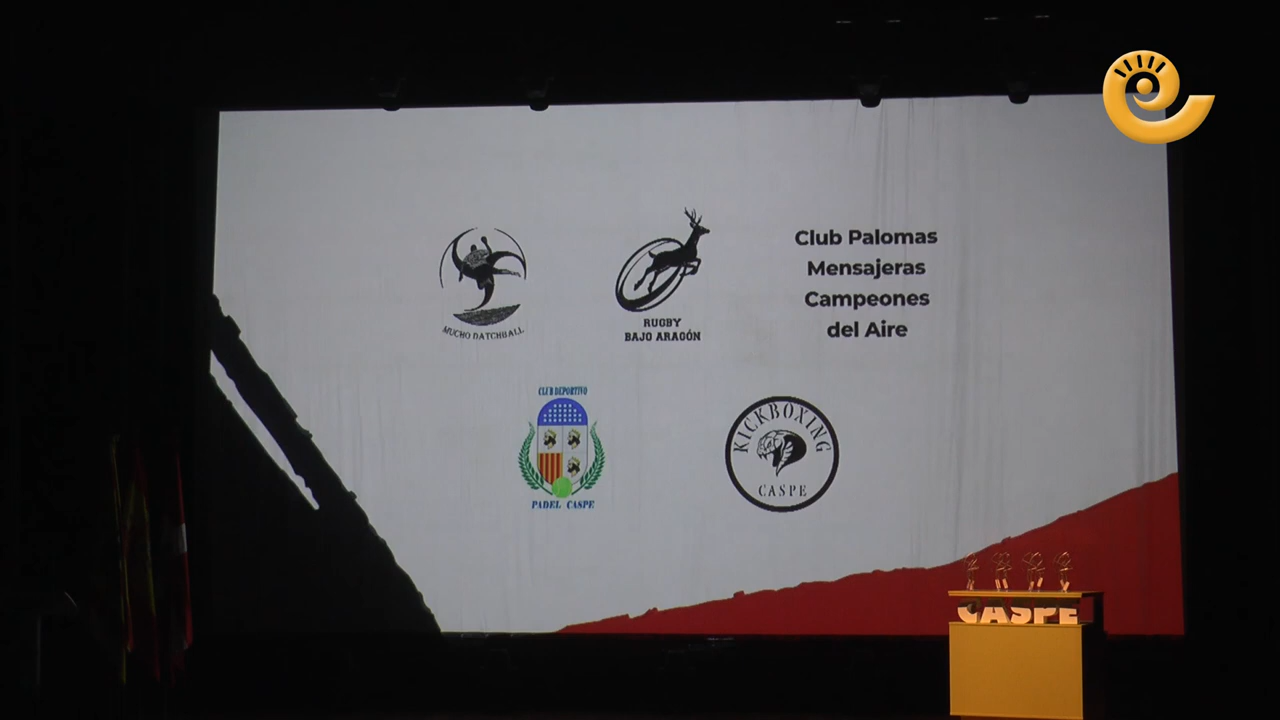 MUCHO DATCHBALL
RUGBY
BAJO ARAGÓN
Club Palomas
Mensajeras
Campeones
del Aire
CLUB DEPORTIVO
PADEL CASPE
KICKBOXING
CASPE
CASPE